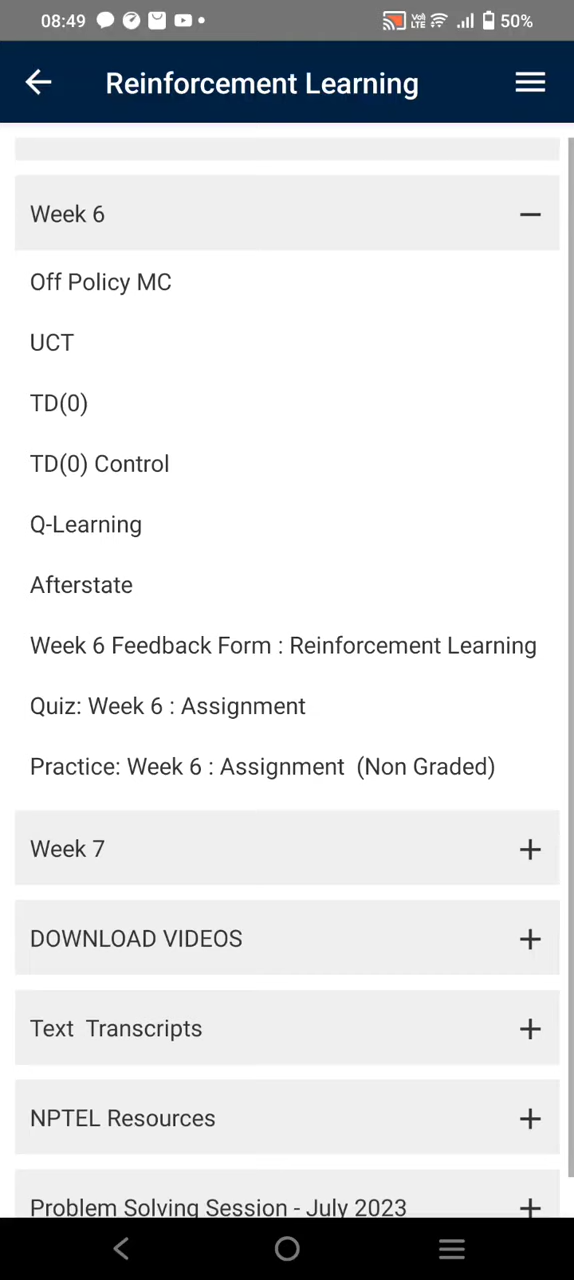 08:49
Vo) LTE
50%
Reinforcement Learning
Week 6
Off Policy MC
UCT
TD(0)
TD(0) Control
Q-Learning
Afterstate
Week 6 Feedback Form : Reinforcement Learning
Quiz: Week 6 : Assignment
Practice: Week 6 : Assignment  (Non Graded)
Week 7
DOWNLOAD VIDEOS
Text  Transcripts
NPTEL Resources
Problem Solving Session - July 2023